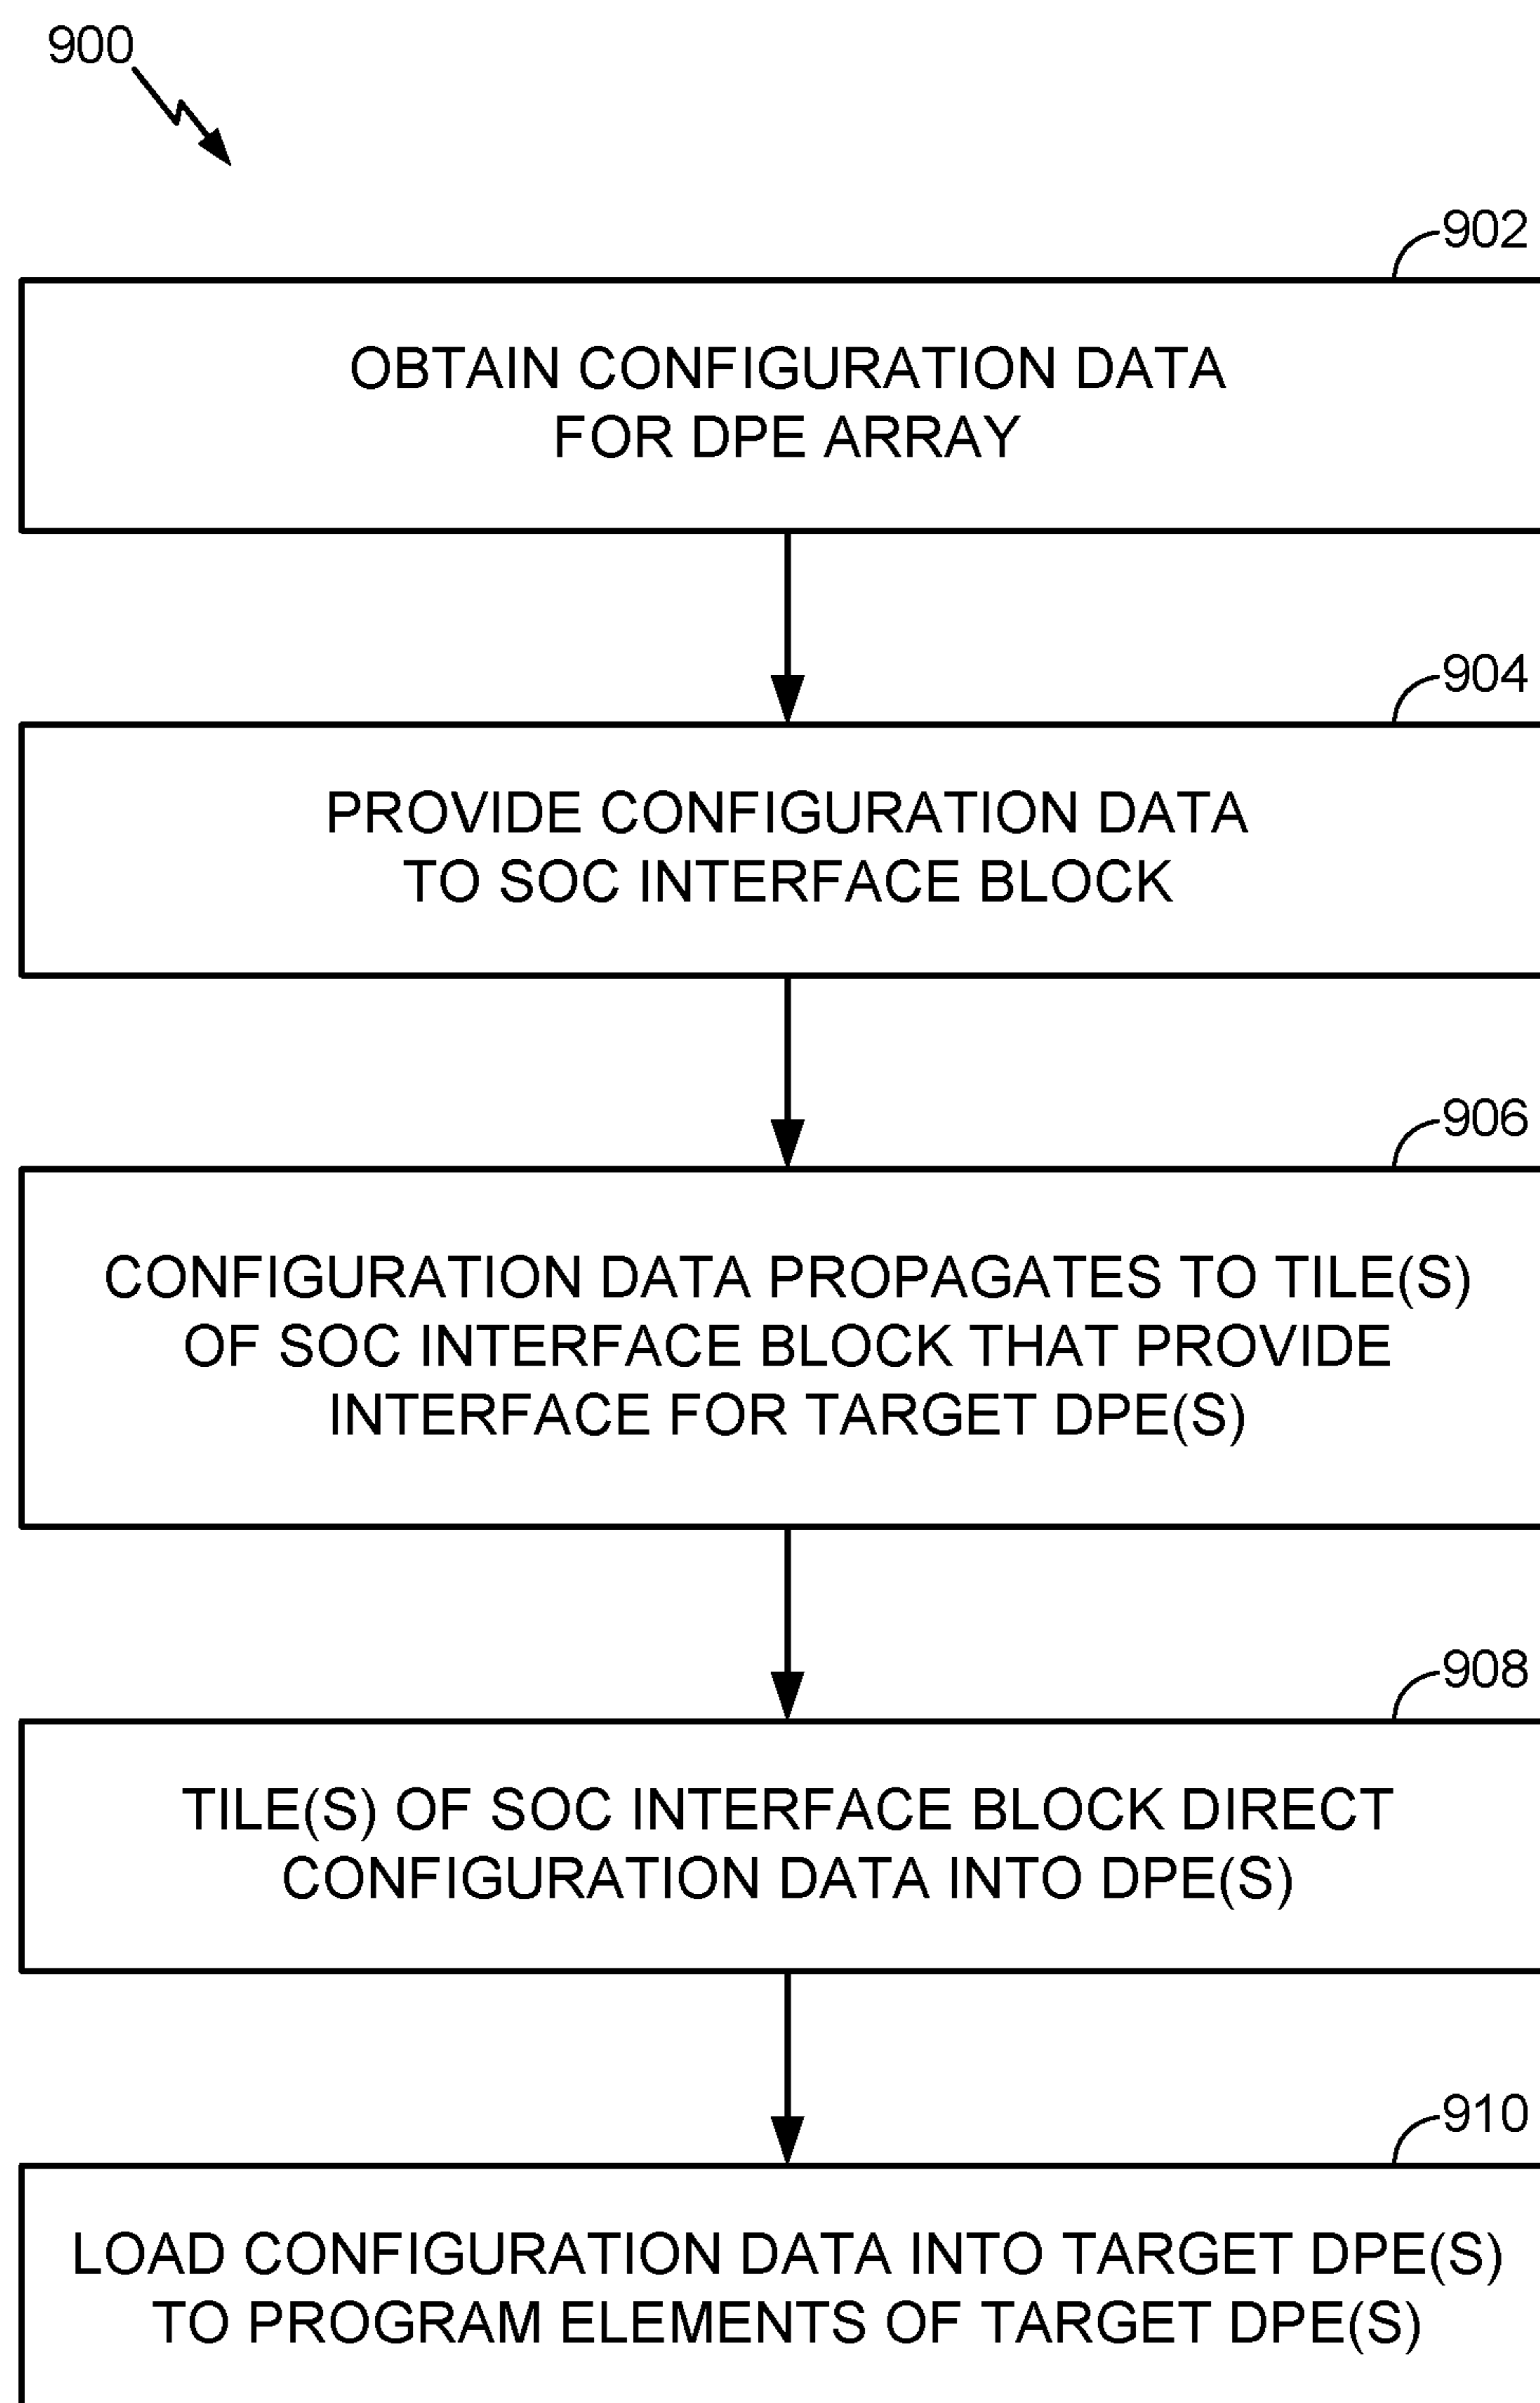 900
902
OBTAIN CONFIGURATION DATA
FOR DPE ARRAY
904
PROVIDE CONFIGURATION DATA
TO SOC INTERFACE BLOCK
906
CONFIGURATION DATA PROPAGATES TO TILE(S)
OF SOC INTERFACE BLOCK THAT PROVIDE
INTERFACE FOR TARGET DPE(S)
908
TILE(S) OF SOC INTERFACE BLOCK DIRECT
CONFIGURATION DATA INTO DPE(S)
910
LOAD CONFIGURATION DATA INTO TARGET DPE(S)
TO PROGRAM ELEMENTS OF TARGET DPE(S)